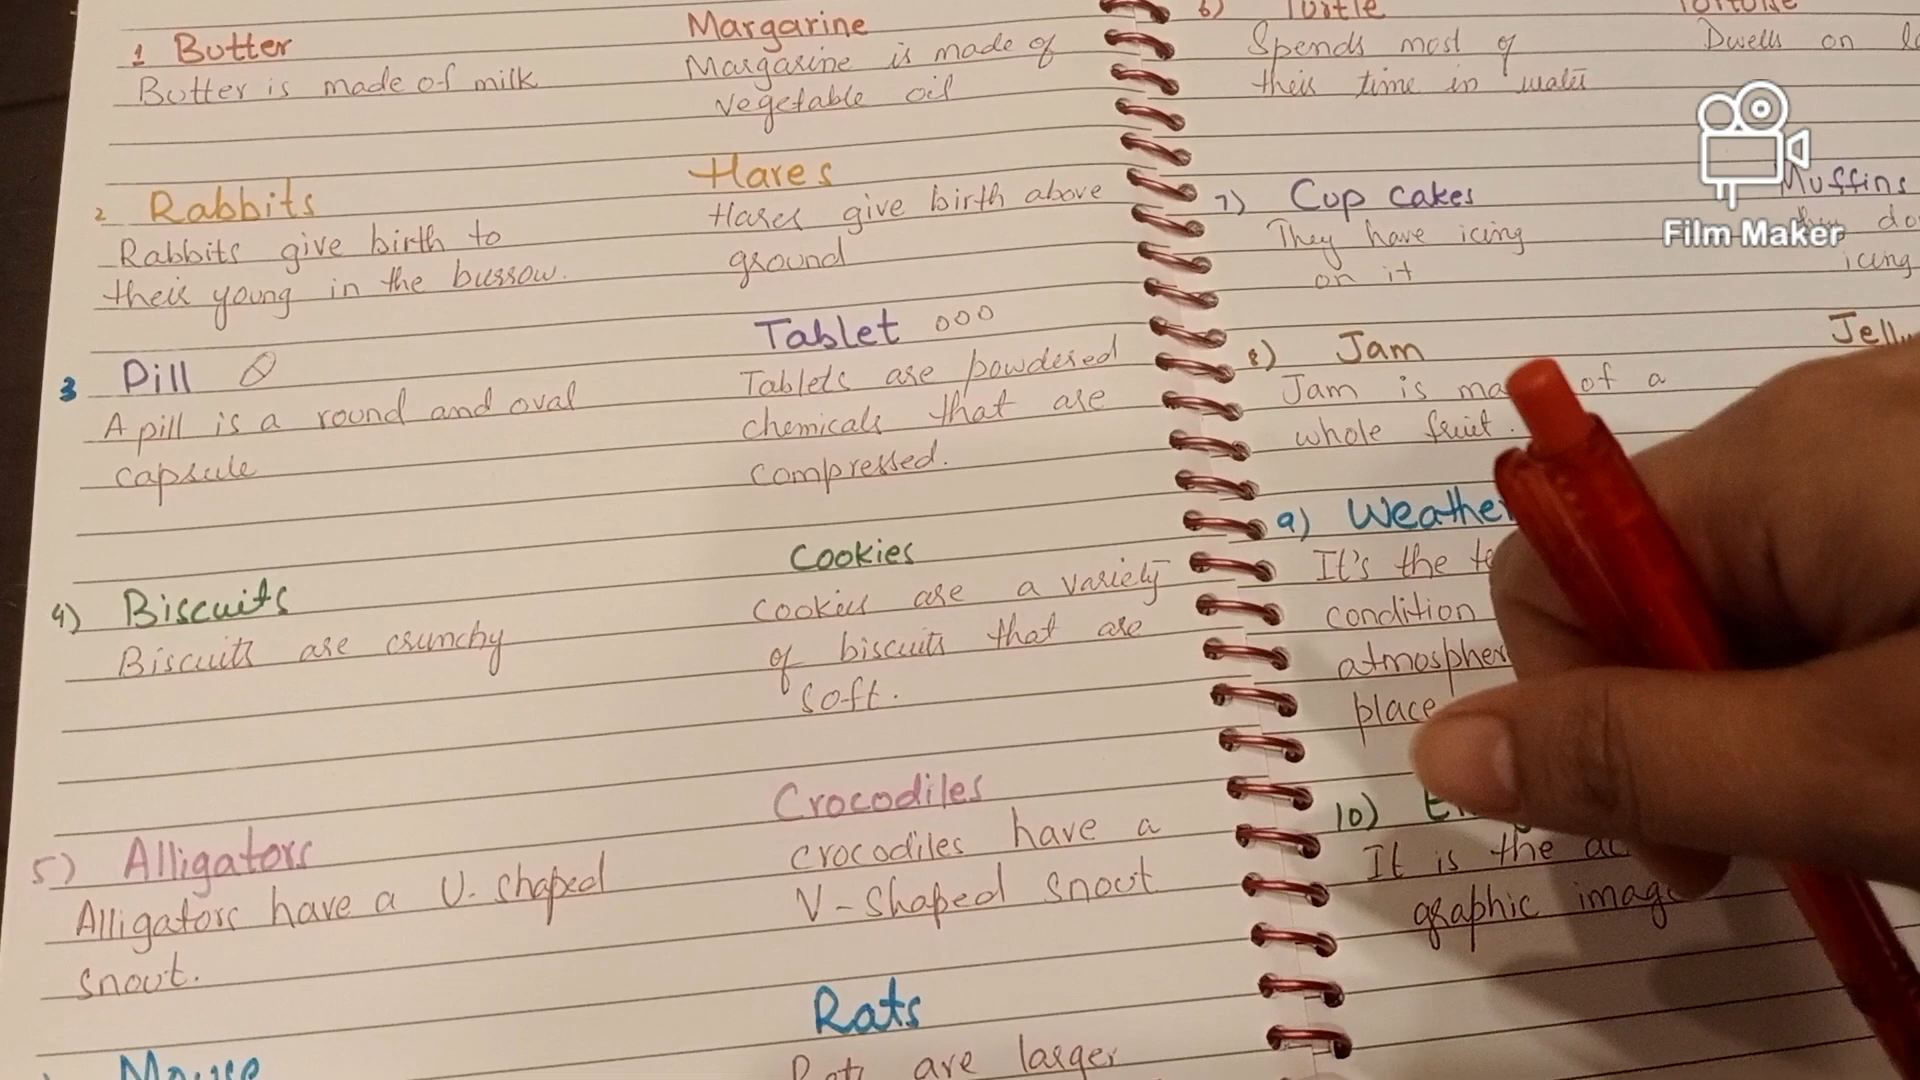 1 Butter
Butter is made of milk
Margarine
Margarine is made of
vegetable oil
2 Rabbits
Rabbits give birth to
their young in the burrow.
Hares
Hares give birth above
ground
3 Pill
A pill is a round and oval
capsule
Tablet
Tablets are powdered
chemicals that are
compressed.
4) Biscuits
Biscuits are crunchy
Cookies
Cookies are a variety
of biscuits that are
soft.
5) Alligators
Alligators have a U-shaped
snout.
Crocodiles
crocodiles have a
V-shaped snout
Mouse
Rats
Rats are larger
6) Turtle
Spends most of
their time in water
Tortoise
Dwells on
7) Cup cakes
They have icing
on it
Muffins
icing
8) Jam
Jam is of a
whole fruit.
Jelly
9) Weather
It's the
condition
place
10)
It is the
graphic
Film Maker